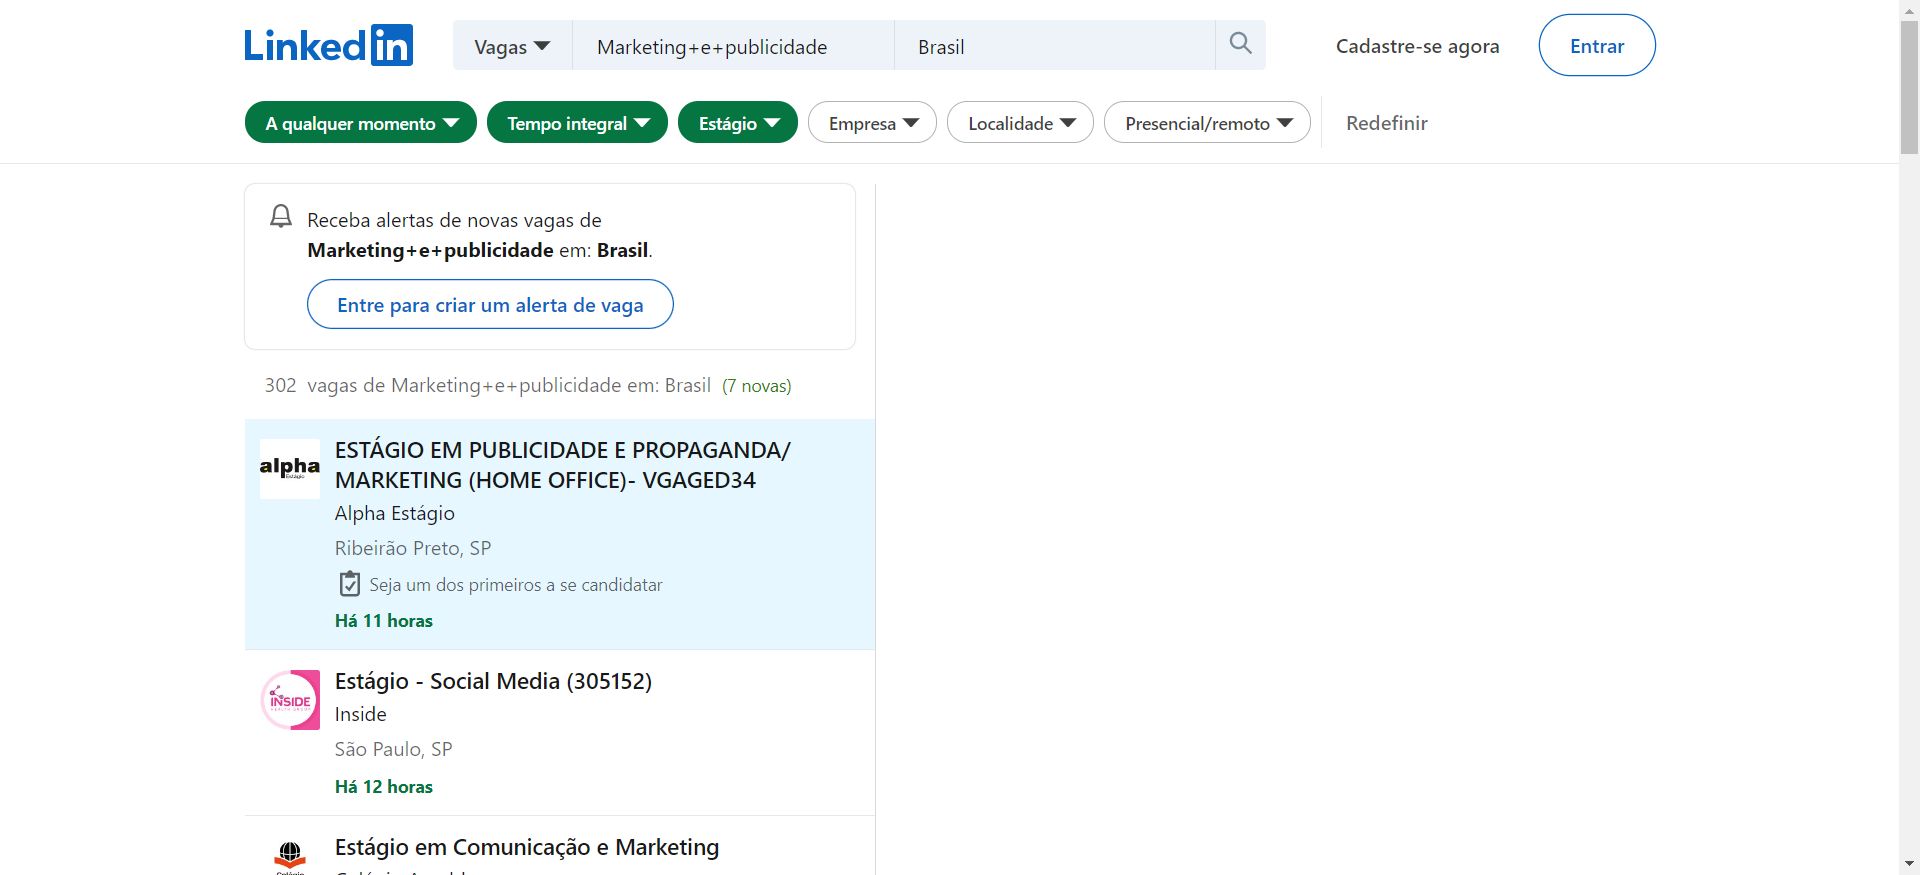 Linkedin
Vagas Marketing+e+publicidade Brasil Cadastre-se agora Entrar
A qualquer momento Tempo integral Estágio Empresa Localidade Presencial/remoto Redefinir
Receba alertas de novas vagas de
Marketing+e+publicidade em: Brasil.
Entre para criar um alerta de vaga
302 vagas de Marketing+e+publicidade em: Brasil (7 novas)
alpha
Estágio
ESTÁGIO EM PUBLICIDADE E PROPAGANDA/
MARKETING (HOME OFFICE)- VGAGED34
Alpha Estágio
Ribeirão Preto, SP
Seja um dos primeiros a se candidatar
Há 11 horas
INSIDE
Estágio - Social Media (305152)
Inside
São Paulo, SP
Há 12 horas
Estágio em Comunicação e Marketing